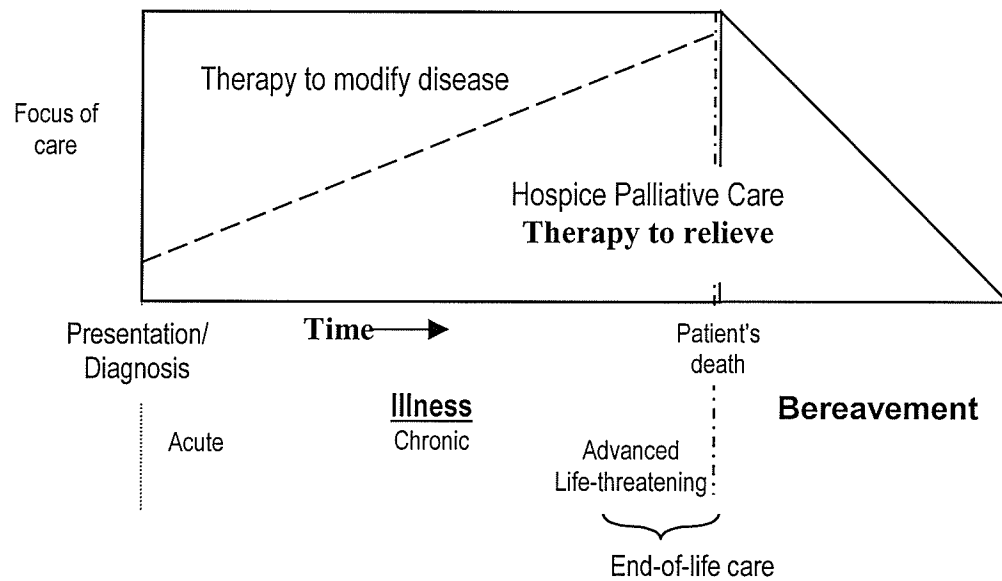 Therapy to modify disease
Focus of
care
Hospice Palliative Care
Therapy to relieve
Presentation/
Diagnosis
Time
Patient's
death
Illness
Chronic
Bereavement
Acute
Advanced
Life-threatening
End-of-life care